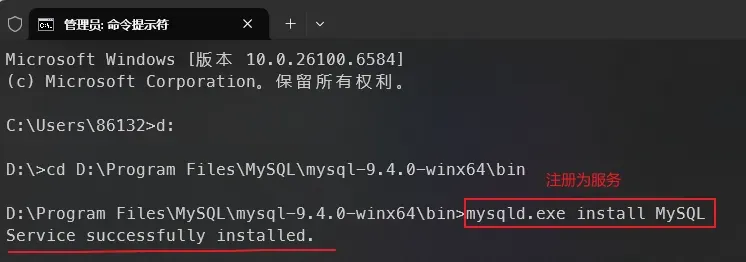 管理员: 命令提示符
Microsoft Windows [版本 10.0.26100.6584]
(c) Microsoft Corporation。保留所有权利。
C:\Users\86132>d:
D:\>cd D:\Program Files\MySQL\mysql-9.4.0-winx64\bin
注册为服务
D:\Program Files\MySQL\mysql-9.4.0-winx64\bin>mysqld.exe install MySQL
Service successfully installed.